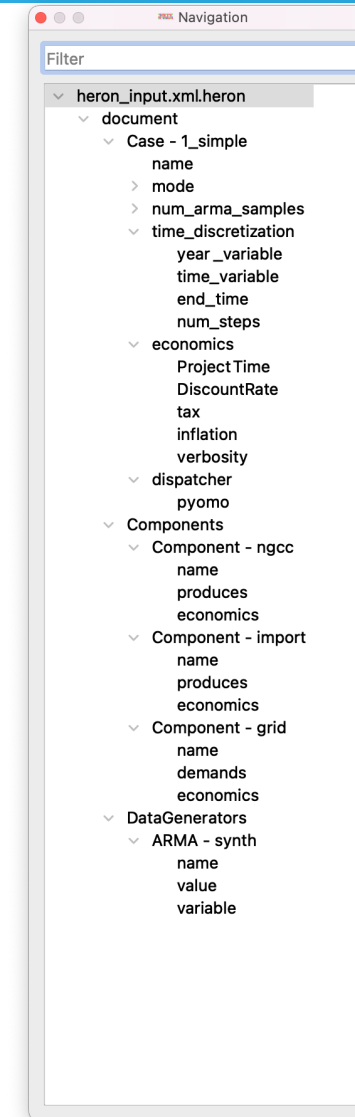 Navigation
Filter
heron_input.xml.heron
document
Case - 1_simple
name
mode
num_arma_samples
time_discretization
year_variable
time_variable
end_time
num_steps
economics
ProjectTime
DiscountRate
tax
inflation
verbosity
dispatcher
pyomo
Components
Component - ngcc
name
produces
economics
Component - import
name
produces
economics
Component - grid
name
demands
economics
DataGenerators
ARMA - synth
name
value
variable